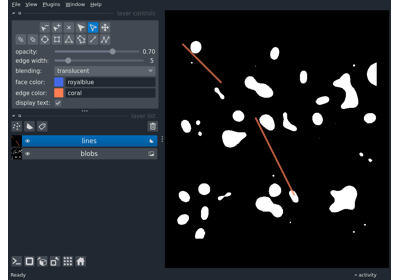 File View Plugins Window Help
layer controls
opacity: 0.70
edge width: 5
blending: translucent
face color: royalblue
edge color: coral
display text:
layer list
lines
blobs
Ready
activity